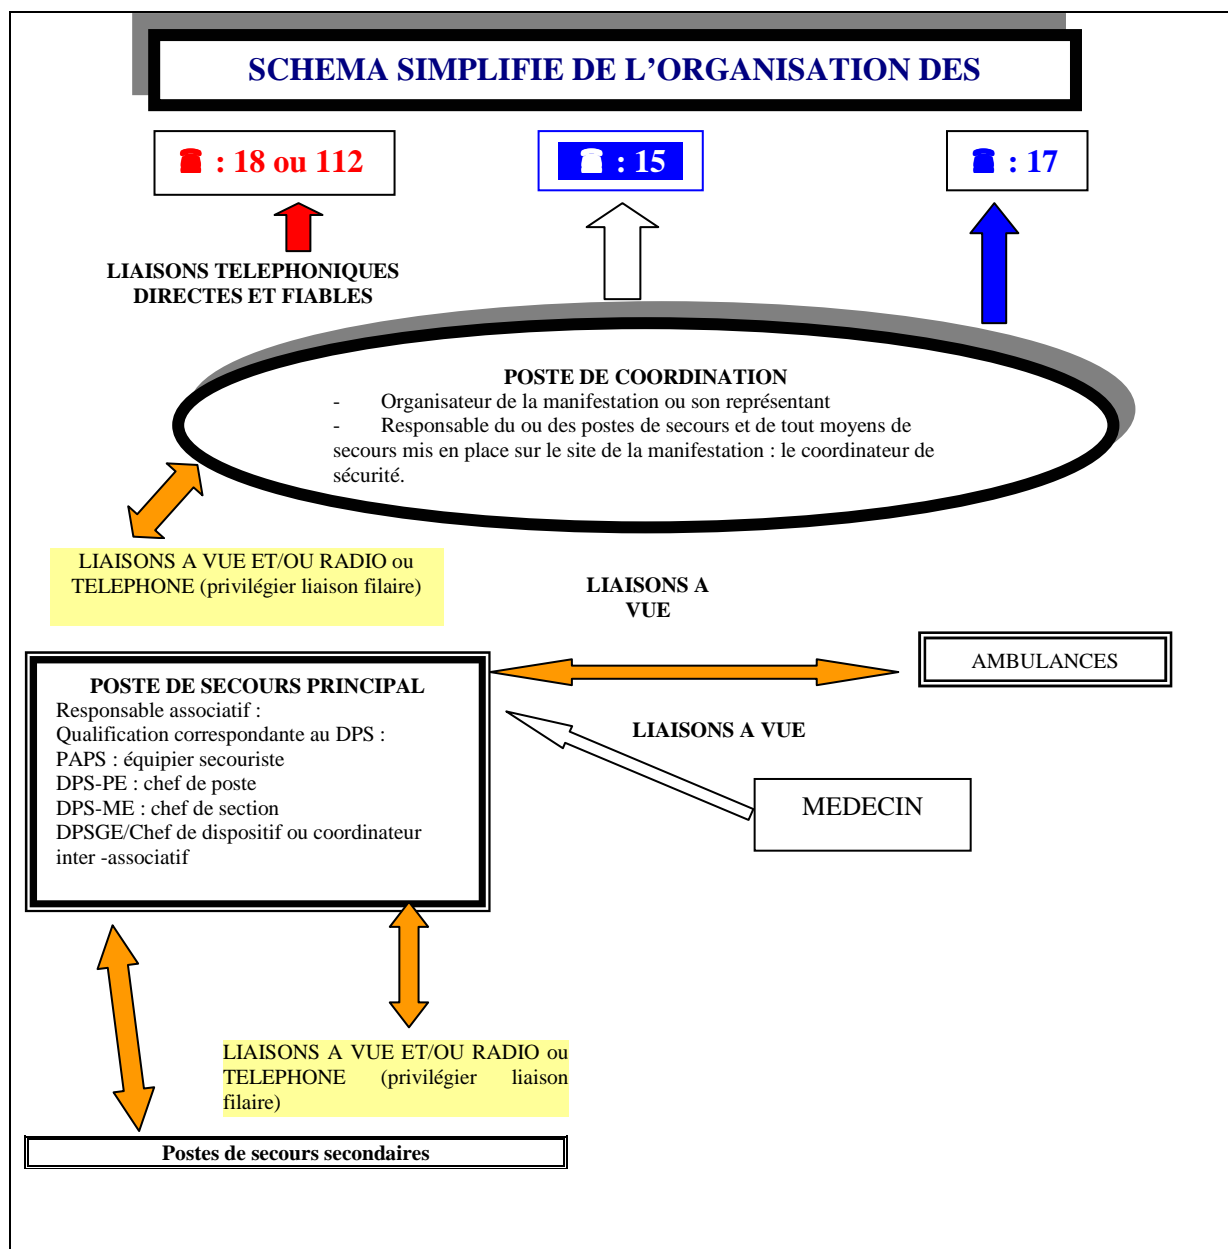 SCHEMA SIMPLIFIE DE L'ORGANISATION DES
☎ : 18 ou 112
☎ : 15
☎ : 17
LIAISONS TELEPHONIQUES
DIRECTES ET FIABLES
POSTE DE COORDINATION
- Organisateur de la manifestation ou son représentant
- Responsable du ou des postes de secours et de tout moyens de
secours mis en place sur le site de la manifestation : le coordinateur de
sécurité.
LIAISONS A VUE ET/OU RADIO ou
TELEPHONE (privilégier liaison filaire)
LIAISONS A
VUE
AMBULANCES
POSTE DE SECOURS PRINCIPAL
Responsable associatif :
Qualification correspondante au DPS :
PAPS : équipier secouriste
DPS-PE : chef de poste
DPS-ME : chef de section
DPSGE/Chef de dispositif ou coordinateur
inter -associatif
LIAISONS A VUE
MEDECIN
LIAISONS A VUE ET/OU RADIO ou
TELEPHONE (privilégier liaison
filaire)
Postes de secours secondaires